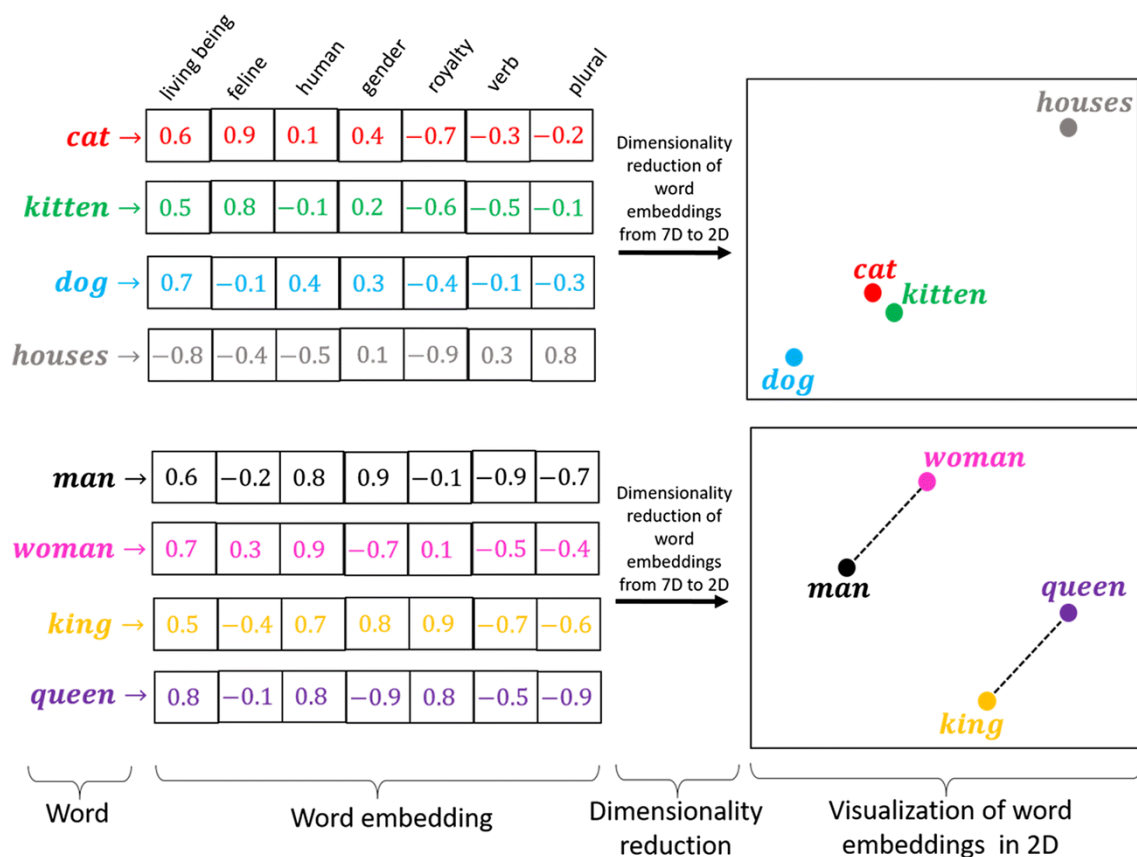 living being feline human gender royalty verb plural
cat → 0.6 0.9 0.1 0.4 −0.7 −0.3 −0.2
kitten → 0.5 0.8 −0.1 0.2 −0.6 −0.5 −0.1
dog → 0.7 −0.1 0.4 0.3 −0.4 −0.1 −0.3
houses → −0.8 −0.4 −0.5 0.1 −0.9 0.3 0.8
Dimensionality
reduction of
word
embeddings
from 7D to 2D
houses
cat
kitten
dog
man → 0.6 −0.2 0.8 0.9 −0.1 −0.9 −0.7
woman → 0.7 0.3 0.9 −0.7 0.1 −0.5 −0.4
king → 0.5 −0.4 0.7 0.8 0.9 −0.7 −0.6
queen → 0.8 −0.1 0.8 −0.9 0.8 −0.5 −0.9
Dimensionality
reduction of
word
embeddings
from 7D to 2D
woman
man
queen
king
Word
Word embedding
Dimensionality
reduction
Visualization of word
embeddings in 2D